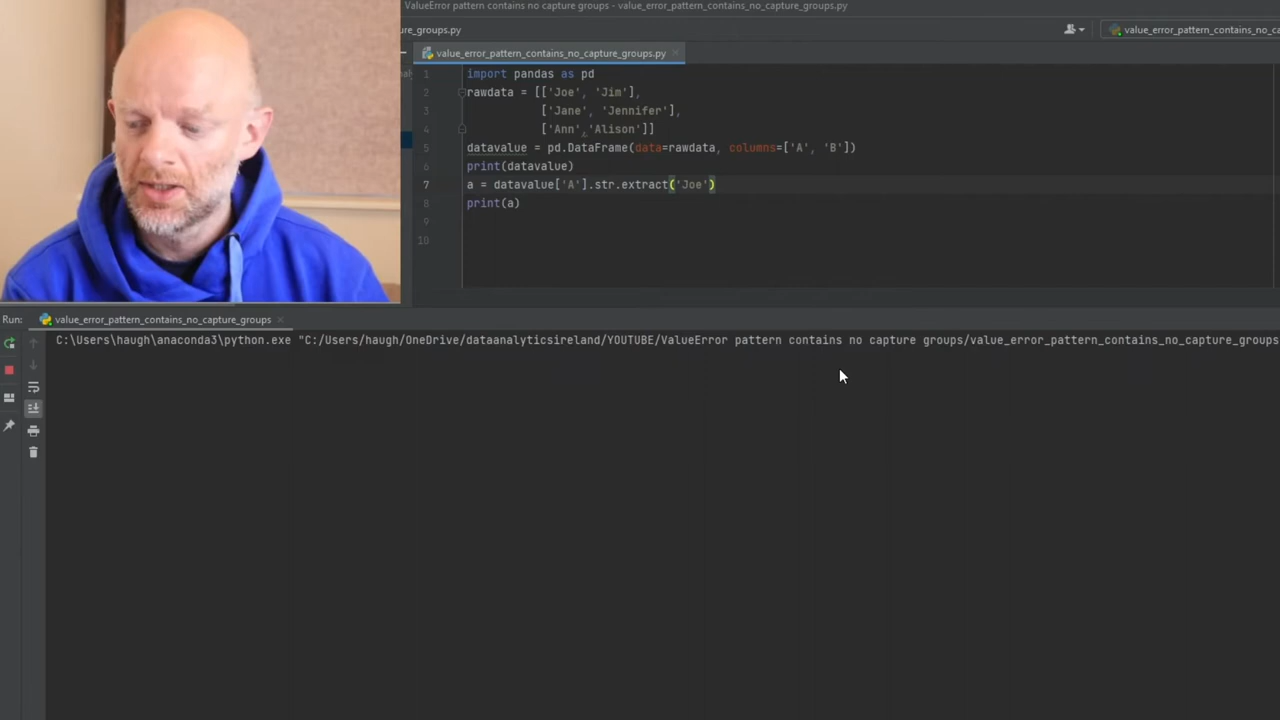 ValueError pattern contains no capture groups - value_error_pattern_contains_no_capture_groups.py
ure_groups.py
value_error_pattern_contains_no_ca
value_error_pattern_contains_no_capture_groups.py
1 import pandas as pd
2 rawdata = [['Joe', 'Jim'],
3 ['Jane', 'Jennifer'],
4 ['Ann','Alison']]
5 datavalue = pd.DataFrame(data=rawdata, columns=['A', 'B'])
6 print(datavalue)
7 a = datavalue['A'].str.extract('Joe')
8 print(a)
9
10
Run: value_error_pattern_contains_no_capture_groups
C:\Users\haugh\anaconda3\python.exe "C:/Users/haugh/OneDrive/dataanalyticsireland/YOUTUBE/ValueError pattern contains no capture groups/value_error_pattern_contains_no_capture_groups